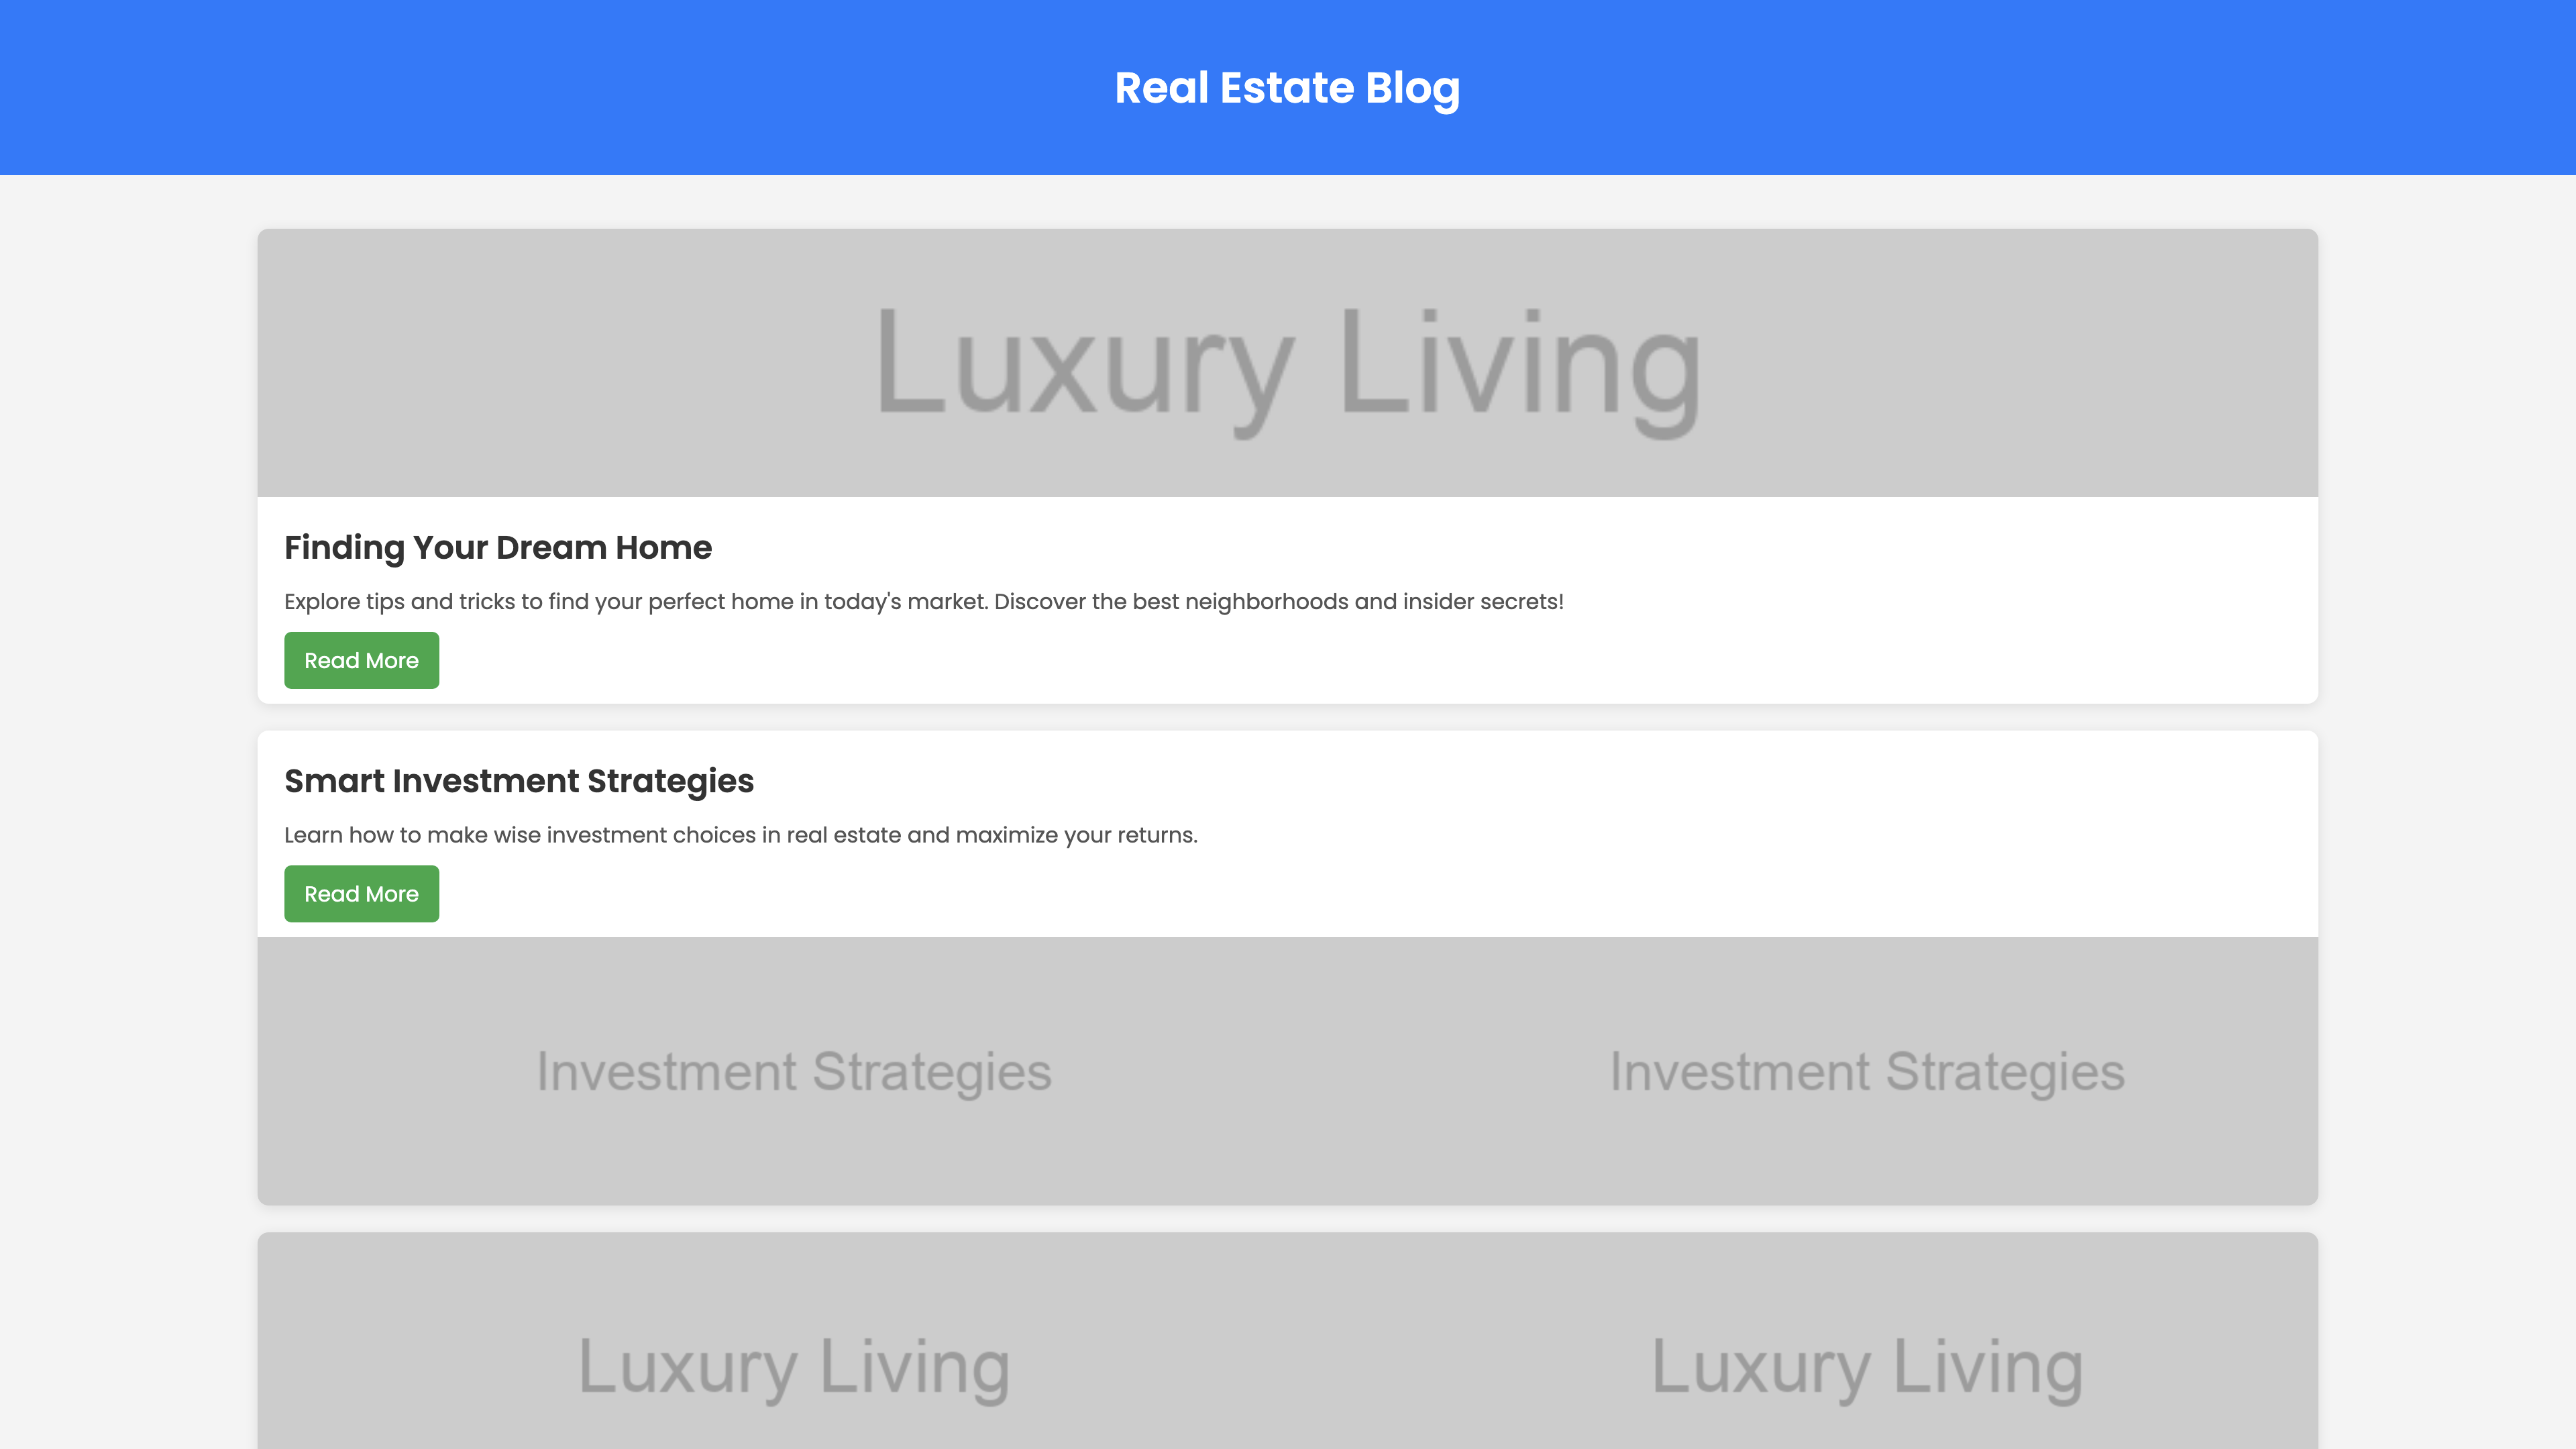 Real Estate Blog
Luxury Living
Finding Your Dream Home
Explore tips and tricks to find your perfect home in today's market. Discover the best neighborhoods and insider secrets!
Read More
Smart Investment Strategies
Learn how to make wise investment choices in real estate and maximize your returns.
Read More
Investment Strategies
Investment Strategies
Luxury Living
Luxury Living